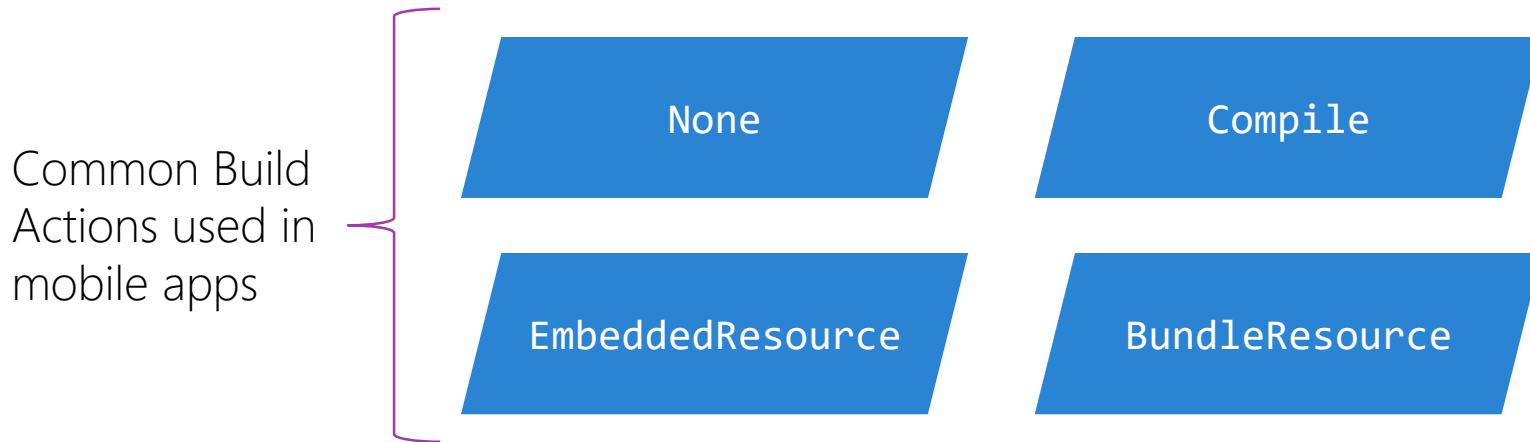 Common Build
Actions used in
mobile apps
None
Compile
EmbeddedResource
BundleResource